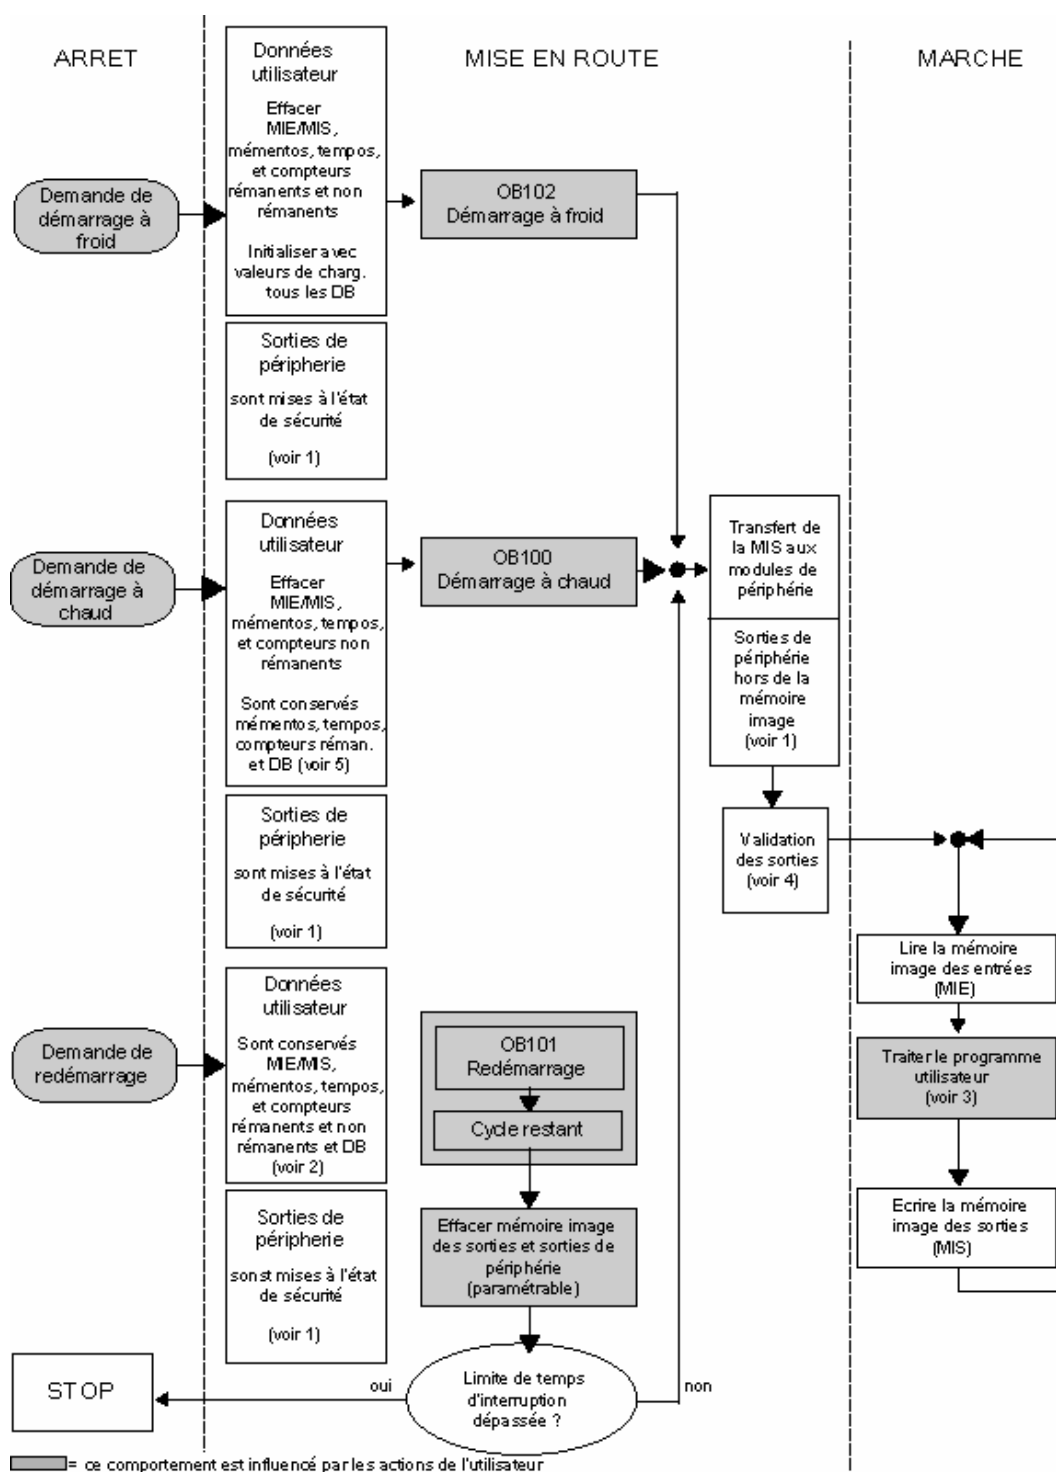 ARRET
MISE EN ROUTE
MARCHE
Demande de
démarrage à
froid
Données
utilisateur
Effacer
MIE/MIS,
mémentos, tempos,
et compteurs
rémanents et non
rémanents
Initialiser avec
valeurs de charg.
tous les DB
Sorties de
péripherie
sont mises à l'état
de sécurité
(voir 1)
OB102
Démarrage à froid
Demande de
démarrage à
chaud
Données
utilisateur
Effacer
MIE/MIS,
mémentos, tempos,
et compteurs non
rémanents
Sont conservés
mémentos, tempos,
compteurs réman.
et DB (voir 5)
Sorties de
péripherie
sont mises à l'état
de sécurité
(voir 1)
OB100
Démarrage à chaud
Transfert de
la MIS aux
modules de
périphérie
Sorties de
périphérie
hors de la
mémoire
image
(voir 1)
Validation
des sorties
(voir 4)
Demande de
redémarrage
Données
utilisateur
Sont conservés
MIE/MIS,
mémentos, tempos,
et compteurs
rémanents et non
rémanents et DB
(voir 2)
Sorties de
péripherie
sonst mises à l'état
de sécurité
(voir 1)
OB101
Redémarrage
Cycle restant
Effacer mémoire image
des sorties et sorties de
périphérie
(paramétrable)
Limite de temps
d'interruption
dépassée ?
oui
non
STOP
Lire la mémoire
image des entrées
(MIE)
Traiter le programme
utilisateur
(voir 3)
Ecrire la mémoire
image des sorties
(MIS)
= ce comportement est influencé par les actions de l'utilisateur